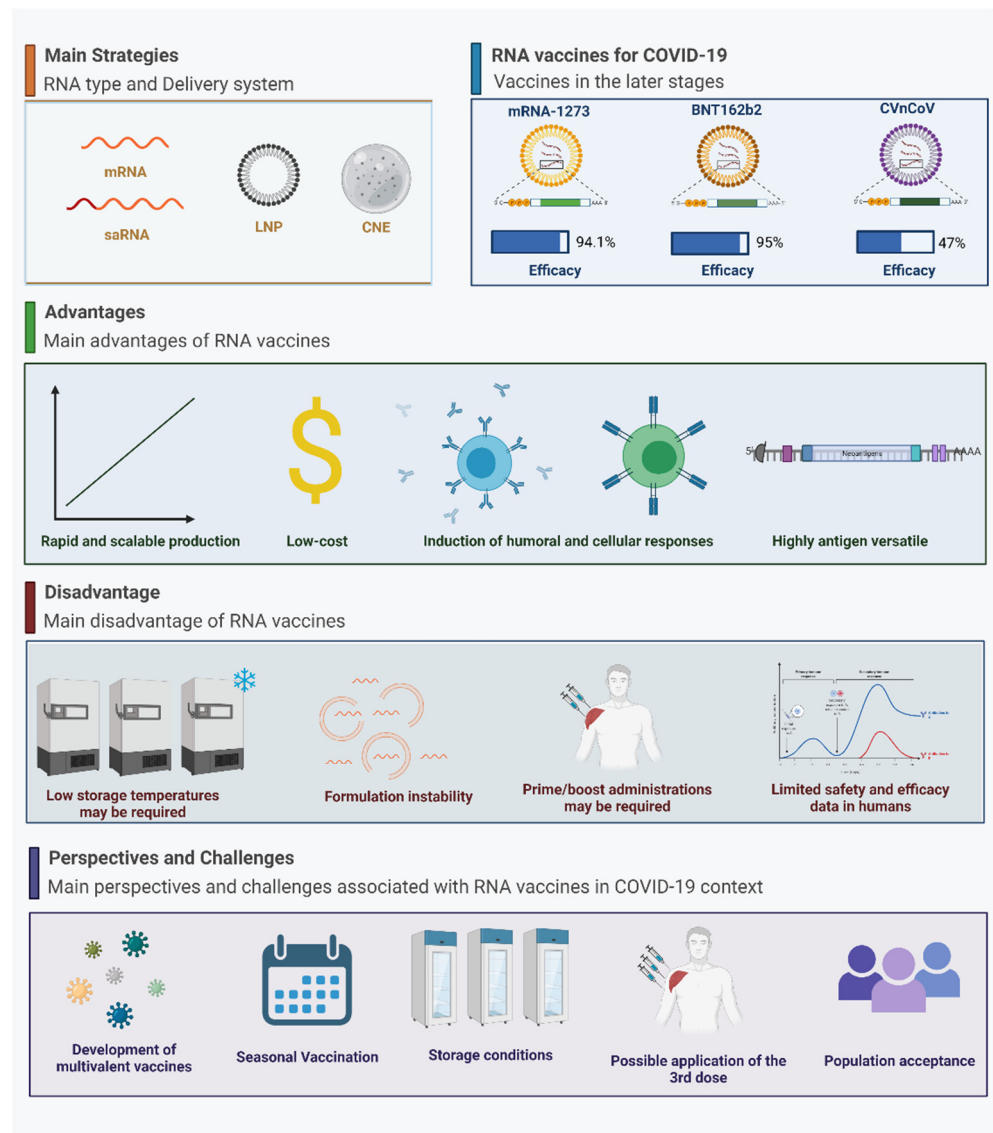 Main Strategies
RNA type and Delivery system
mRNA
saRNA
LNP
CNE
RNA vaccines for COVID-19
Vaccines in the later stages
mRNA-1273
BNT162b2
CVnCoV
94.1%
Efficacy
95%
Efficacy
47%
Efficacy
Advantages
Main advantages of RNA vaccines
5'
Neoantigens
AAAA
Rapid and scalable production
Low-cost
Induction of humoral and cellular responses
Highly antigen versatile
Disadvantage
Main disadvantage of RNA vaccines
Low storage temperatures
may be required
Formulation instability
Prime/boost administrations
may be required
Limited safety and efficacy
data in humans
Perspectives and Challenges
Main perspectives and challenges associated with RNA vaccines in COVID-19 context
Development of
multivalent vaccines
Seasonal Vaccination
Storage conditions
Possible application of the
3rd dose
Population acceptance